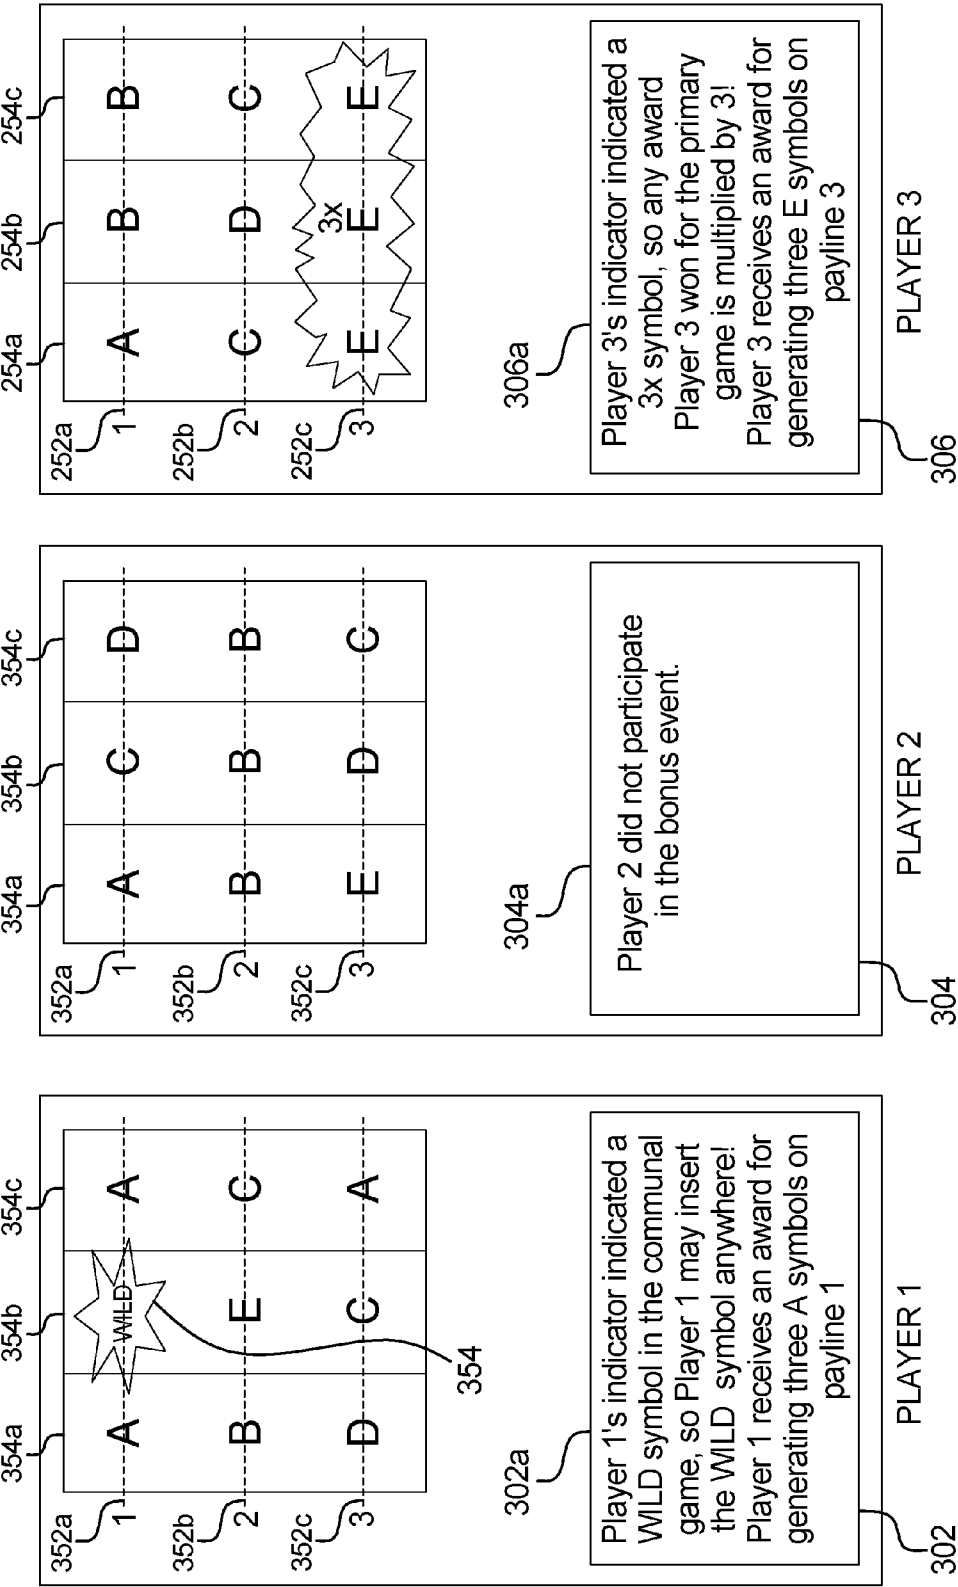 354a 354b 354c
352a
1 A WILD A
352b
2 B E C
352c
3 D C A
354
302a
Player 1's indicator indicated a
WILD symbol in the communal
game, so Player 1 may insert
the WILD symbol anywhere!
Player 1 receives an award for
generating three A symbols on
payline 1
302
PLAYER 1
354a 354b 354c
352a
1 A C D
352b
2 B B B
352c
3 E D C
304a
Player 2 did not participate
in the bonus event.
304
PLAYER 2
254a 254b 254c
252a
1 A B B
252b
2 C D C
252c
3x
3 E E E
306a
Player 3's indicator indicated a
3x symbol, so any award
Player 3 won for the primary
game is multiplied by 3!
Player 3 receives an award for
generating three E symbols on
payline 3
306
PLAYER 3